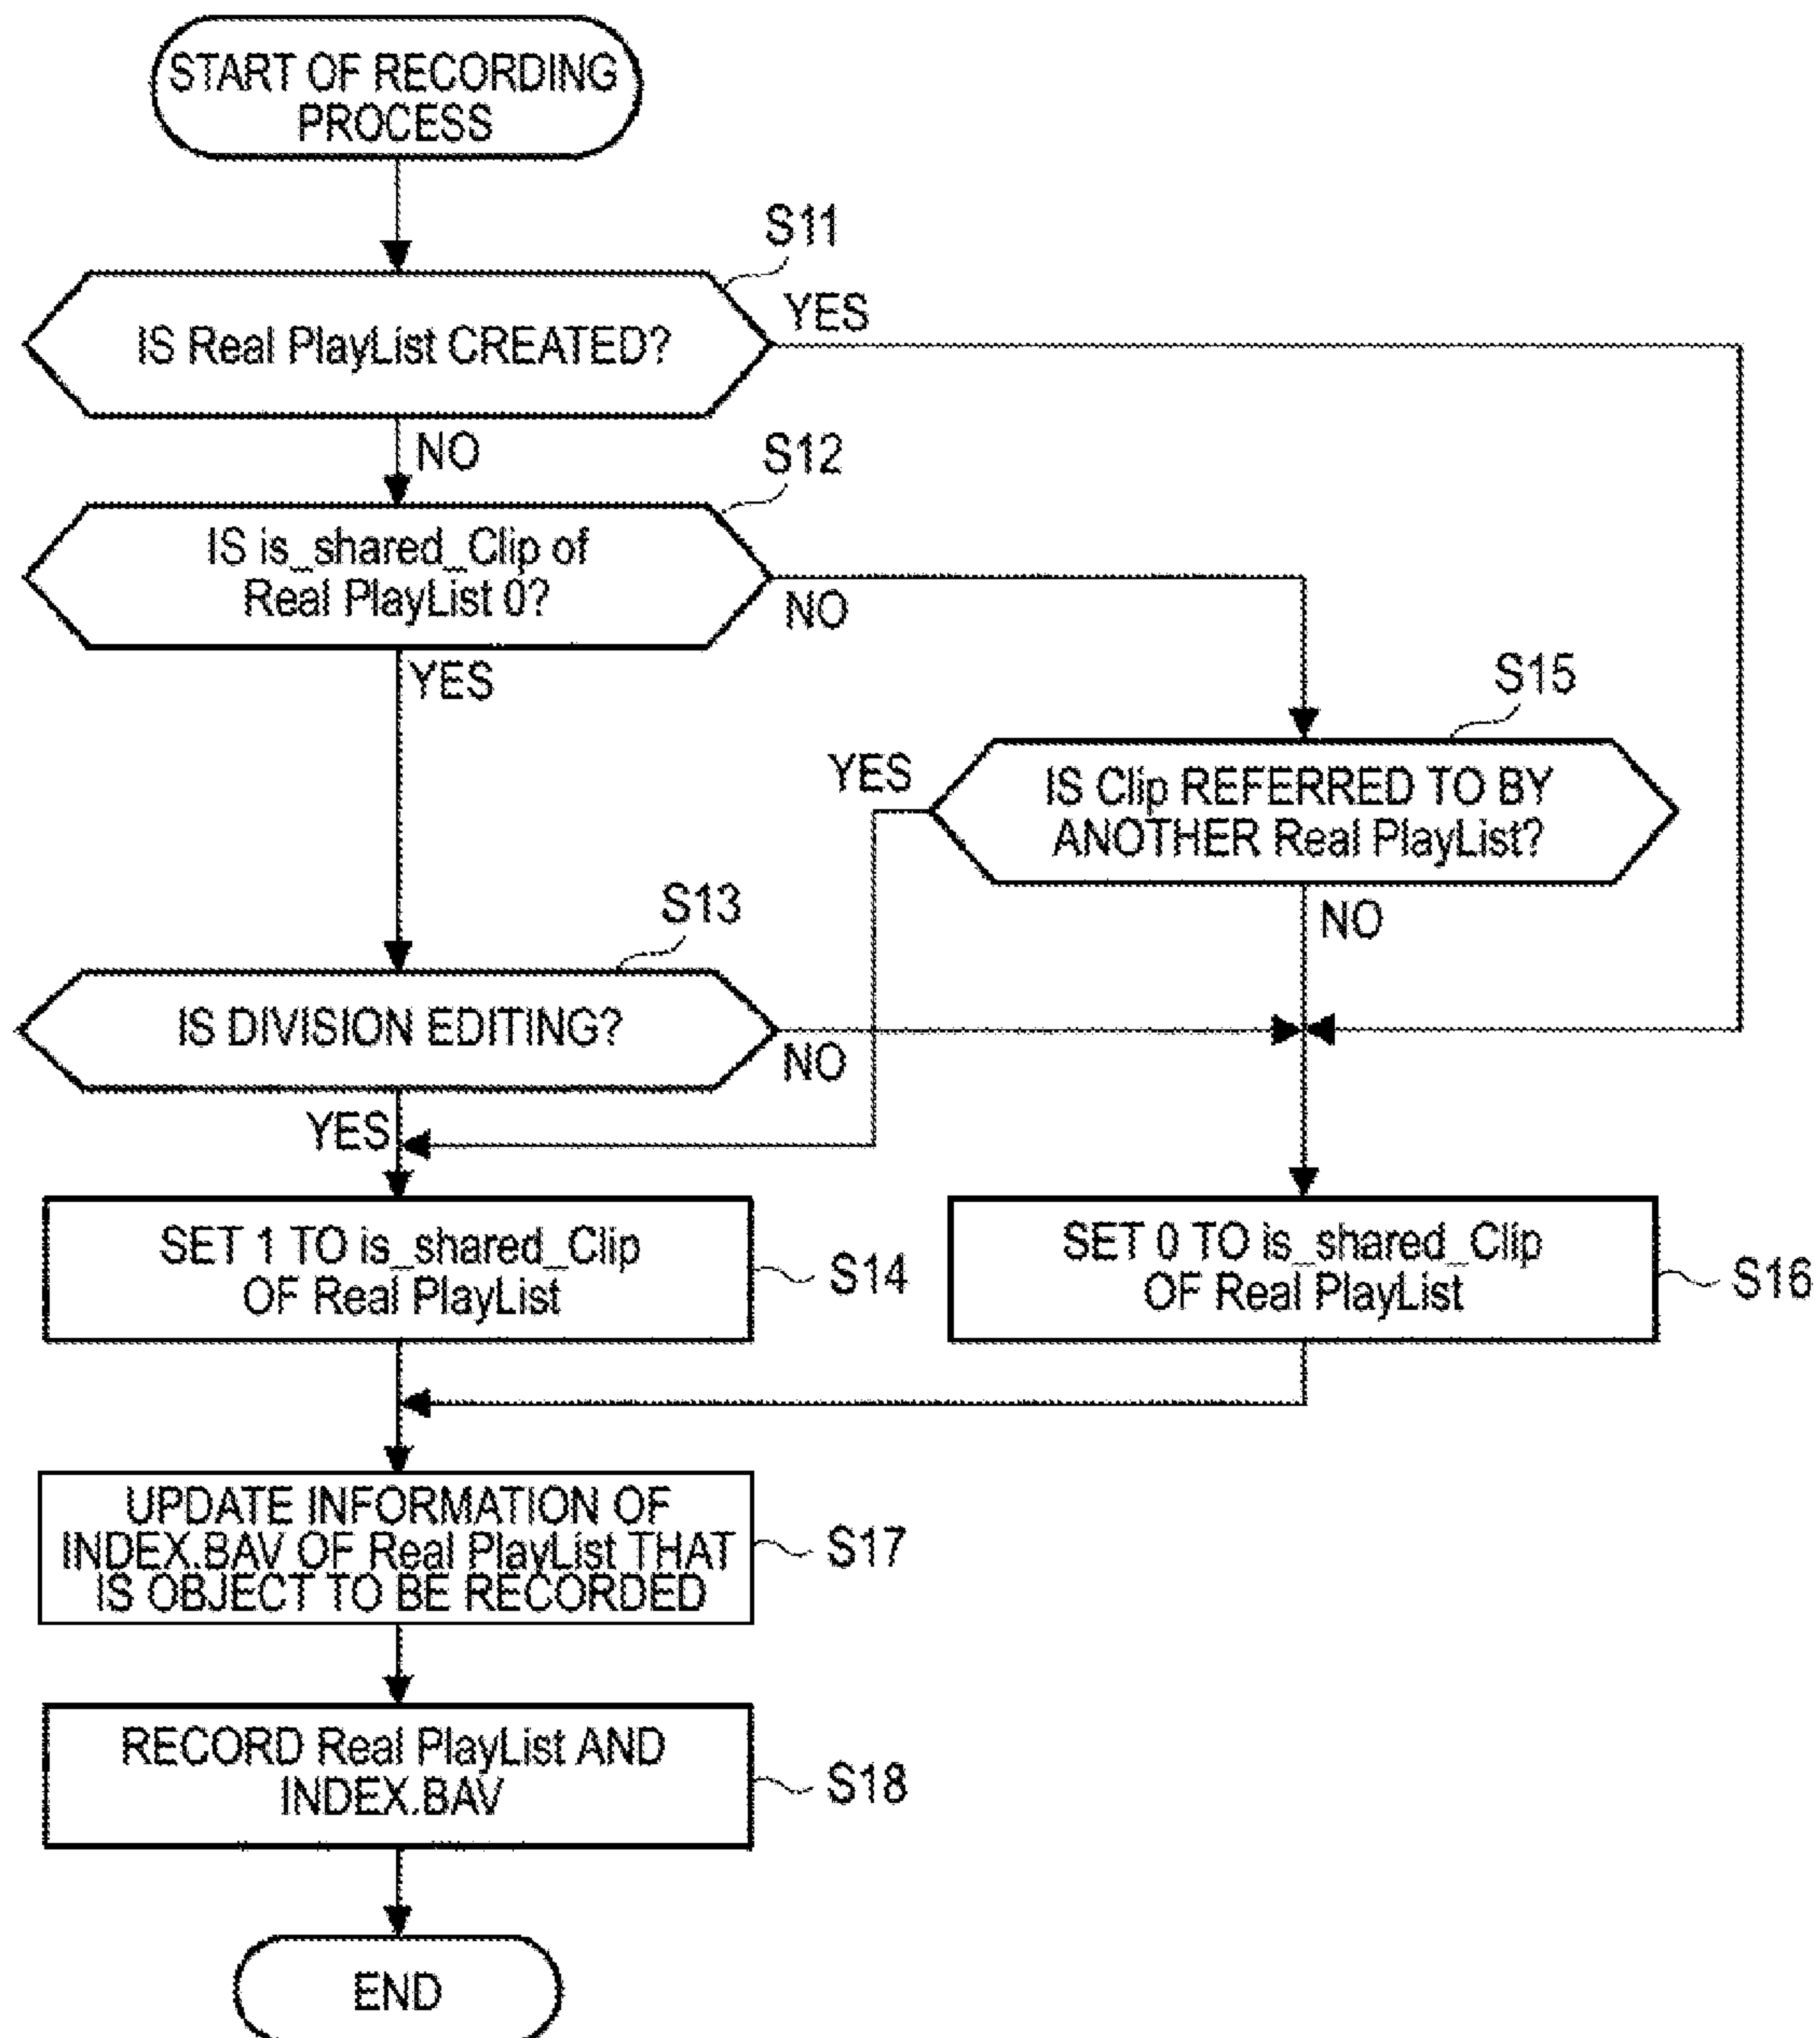 START OF RECORDING
PROCESS
S11
YES
IS Real PlayList CREATED?
NO
S12
IS is_shared_Clip of
Real PlayList 0?
NO
YES
S15
YES
IS Clip REFERRED TO BY
ANOTHER Real PlayList?
NO
S13
IS DIVISION EDITING?
NO
YES
SET 1 TO is_shared_Clip
OF Real PlayList
S14
SET 0 TO is_shared_Clip
OF Real PlayList
S16
UPDATE INFORMATION OF
INDEX.BAV OF Real PlayList THAT
IS OBJECT TO BE RECORDED
S17
RECORD Real PlayList AND
INDEX.BAV
S18
END